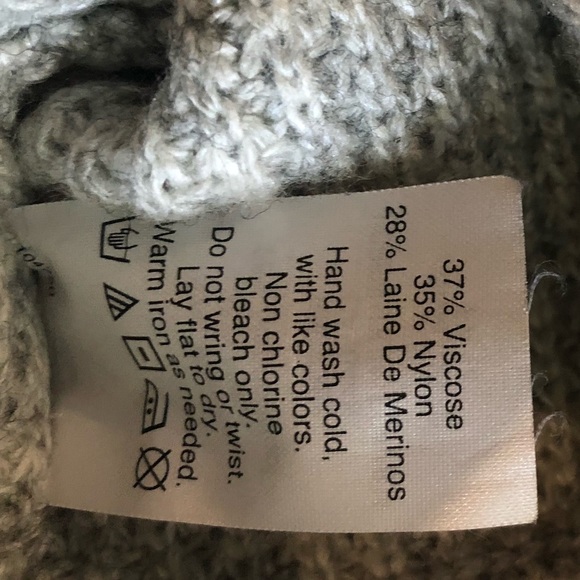 37% Viscose
35% Nylon
28% Laine De Merinos
Hand wash cold,
with like colors.
Non chlorine
bleach only.
Do not wring or twist.
Lay flat to dry.
Warm iron as needed.